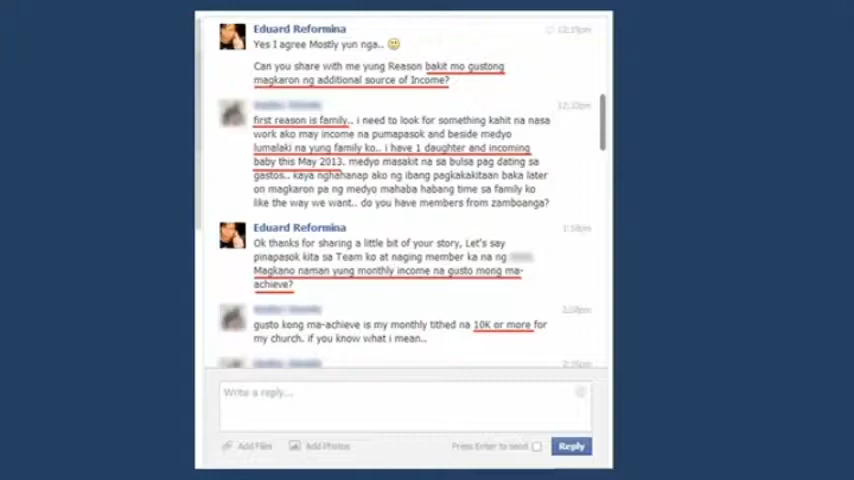 Eduard Reformina
12:19pm
Yes I agree Mostly yun nga..
Can you share with me yung Reason bakit mo gustong
magkaron ng additional source of Income?
first reason is family.. i need to look for something kahit na nasa
work ako may income na pumapasok and beside medyo
lumalaki na yung family ko.. i have 1 daughter and incoming
baby this May 2013. medyo masakit na sa bulsa pag dating sa
gastos.. kaya nghahanap ako ng ibang pagkakakitaan baka later
on magkaron pa ng medyo mahaba habang time sa family ko
like the way we want.. do you have members from zamboanga?
Eduard Reformina
Ok thanks for sharing a little bit of your story, Let's say
pinapasok kita sa Team ko at naging member ka na ng
Magkano naman yung monthly income na gusto mong ma-
achieve?
gusto kong ma-achieve is my monthly tithed na 10K or more for
my church. if you know what i mean..
Write a reply...
Add Files
Add Photos
Press Enter to send
Reply